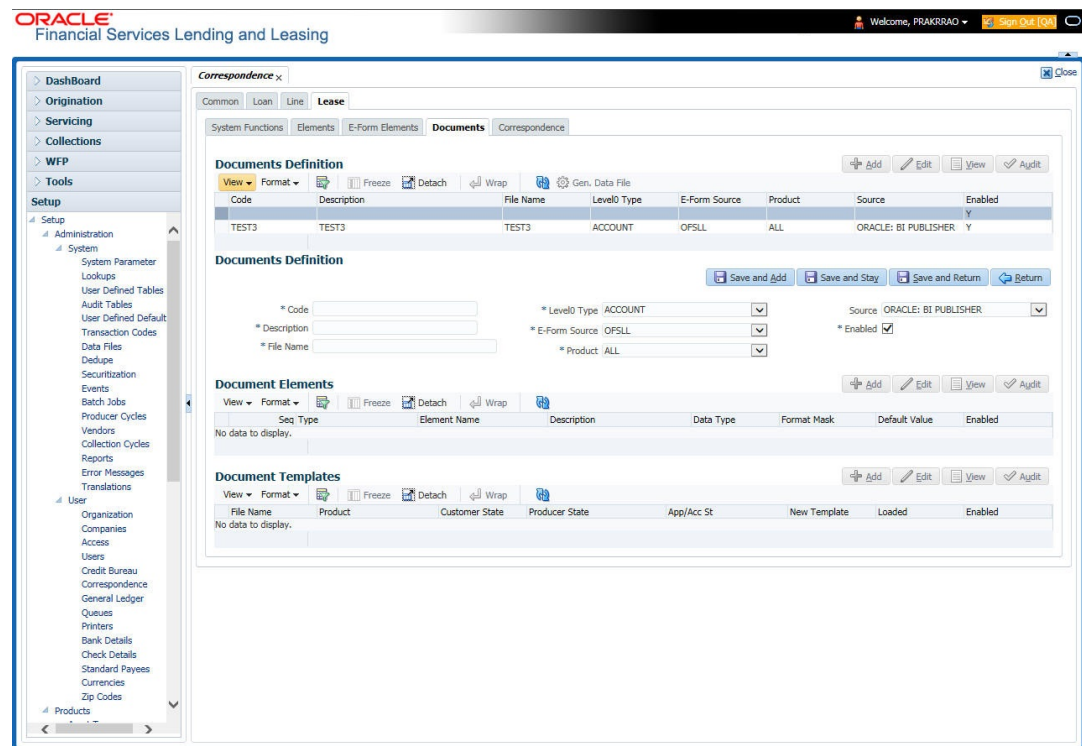 ORACLE
Financial Services Lending and Leasing
Welcome, PRAKRRAO
Sign Out [QA]
DashBoard
Origination
Servicing
Collections
WFP
Tools
Setup
Setup
Administration
System
System Parameter
Lookups
User Defined Tables
Audit Tables
User Defined Default
Transaction Codes
Data Files
Dedupe
Securitization
Events
Batch Jobs
Producer Cycles
Vendors
Collection Cycles
Reports
Error Messages
Translations
User
Organization
Companies
Access
Users
Credit Bureau
Correspondence
General Ledger
Queues
Printers
Bank Details
Check Details
Standard Payees
Currencies
Zip Codes
Products
Correspondence x
Close
Common Loan Line Lease
System Functions Elements E-Form Elements Documents Correspondence
Documents Definition
Add Edit View Audit
View Format Freeze Detach Wrap Gen. Data File
Code Description File Name Level0 Type E-Form Source Product Source Enabled
Y
TEST3 TEST3 TEST3 ACCOUNT OFSLL ALL ORACLE: BI PUBLISHER Y
Documents Definition
Save and Add Save and Stay Save and Return Return
* Code * Level0 Type ACCOUNT Source ORACLE: BI PUBLISHER
* Description * E-Form Source OFSLL * Enabled
* File Name * Product ALL
Document Elements
Add Edit View Audit
View Format Freeze Detach Wrap
Seq Type Element Name Description Data Type Format Mask Default Value Enabled
No data to display.
Document Templates
Add Edit View Audit
View Format Freeze Detach Wrap
File Name Product Customer State Producer State App/Acc St New Template Loaded Enabled
No data to display.